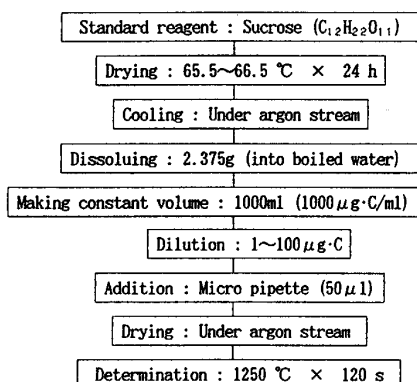 Standard reagent : Sucrose (C₁₂H₂₂O₁₁)
Drying : 65.5～66.5 ℃ × 24 h
Cooling : Under argon stream
Dissoluing : 2.375g (into boiled water)
Making constant volume : 1000ml (1000μg·C/ml)
Dilution : 1～100μg·C
Addition : Micro pipette (50μl)
Drying : Under argon stream
Determination : 1250 ℃ × 120 s